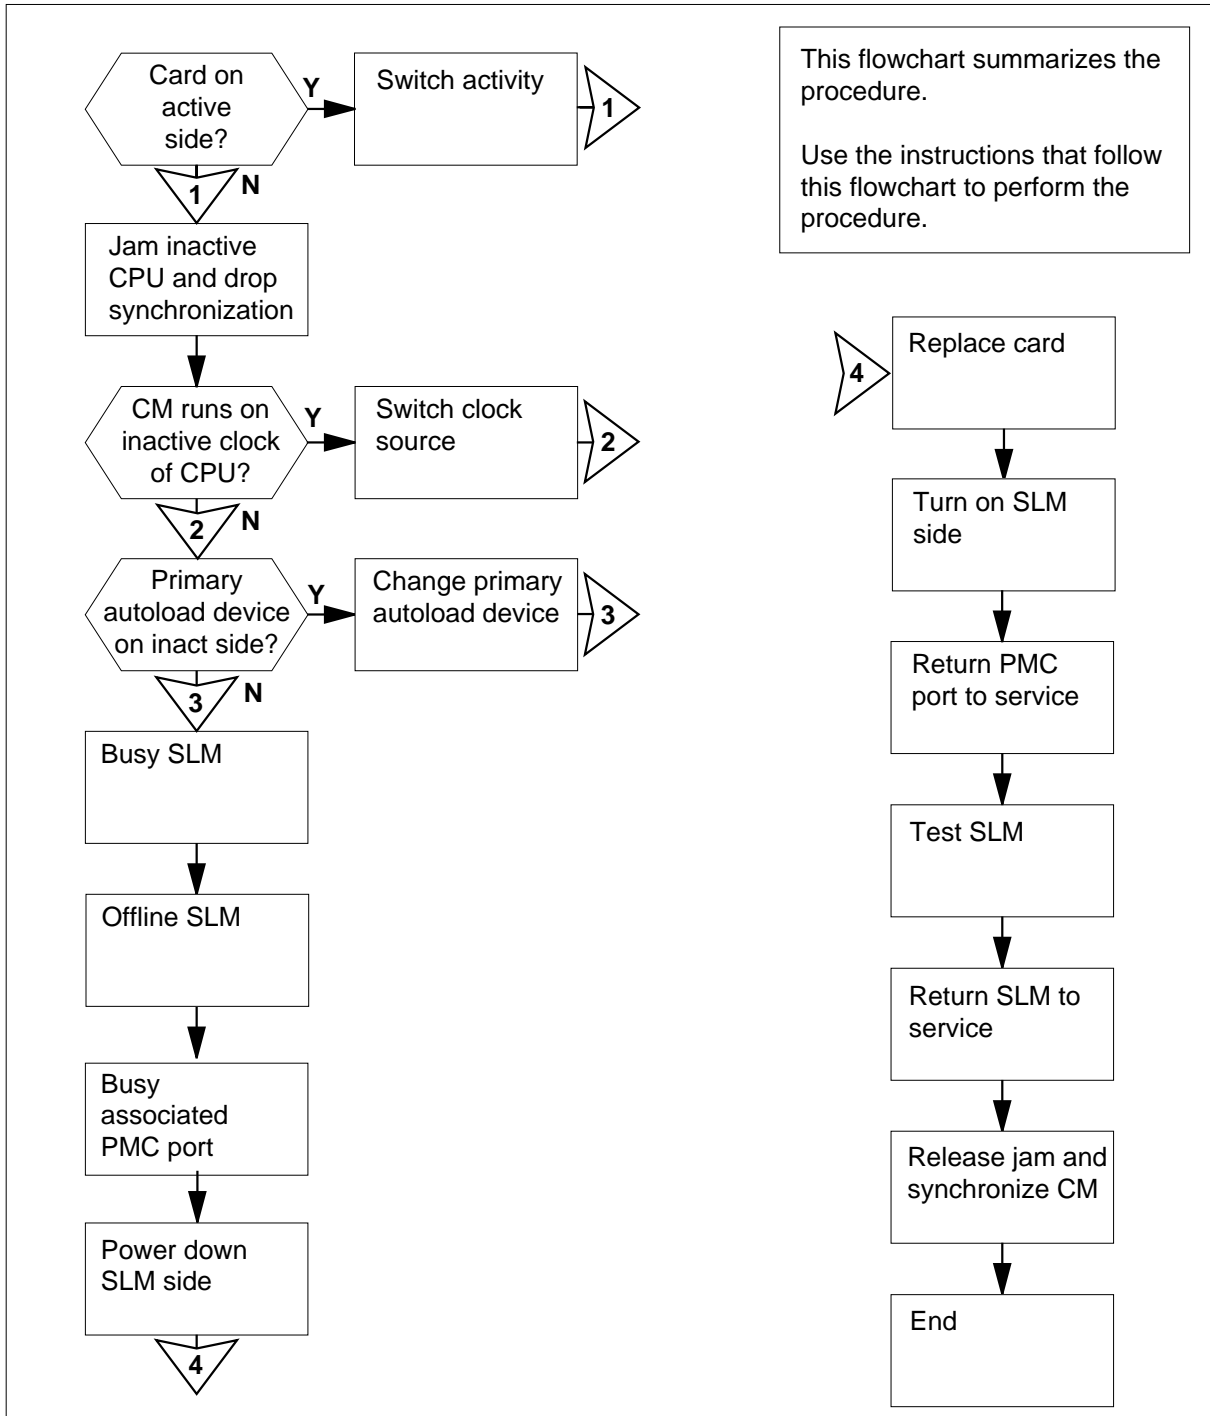 Card on
active
side?
Y
Switch activity
1
1
N
Jam inactive
CPU and drop
synchronization
CM runs on
inactive clock
of CPU?
Y
Switch clock
source
2
2
N
Primary
autoload device
on inact side?
Y
Change primary
autoload device
3
3
N
Busy SLM
Offline SLM
Busy
associated
PMC port
Power down
SLM side
4
This flowchart summarizes the
procedure.
Use the instructions that follow
this flowchart to perform the
procedure.
4
Replace card
Turn on SLM
side
Return PMC
port to service
Test SLM
Return SLM to
service
Release jam and
synchronize CM
End